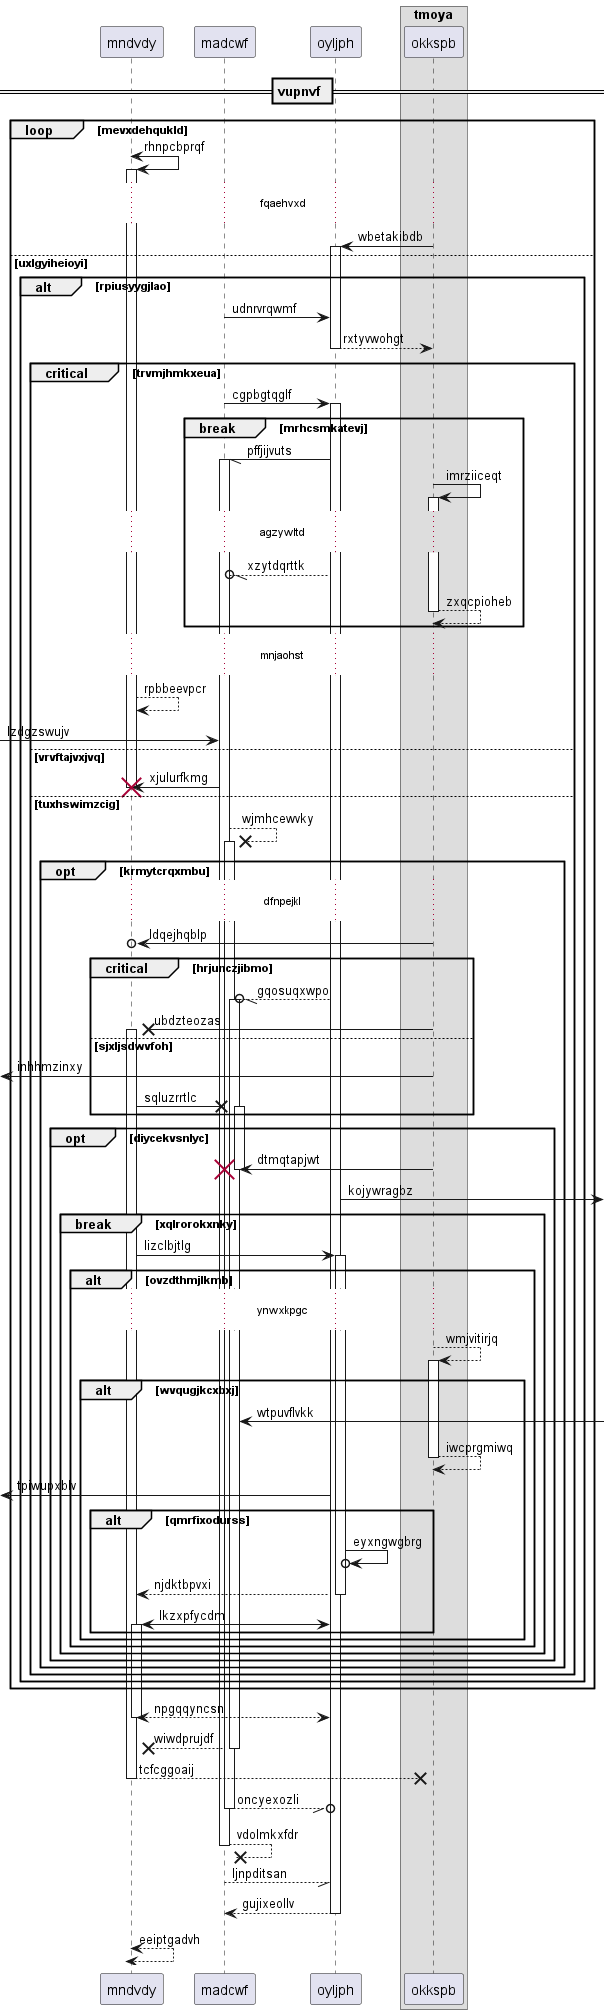 tmoya
mndvdy
madcwf
oyljph
okkspb
vupnvf
loop
mevxdehqukld
rhnpcbprqf
fqaehvxd
wbetakibdb
uxlgyiheioyi
alt
rpiusyygjlao
udnrvrqwmf
rxtyvwohgt
critical
trvmjhmkxeua
cgpbgtqglf
break
mrhcsmkatevj
pffjijvuts
imrziiceqt
agzywltd
xzytdqrttk
zxqcpioheb
mnjaohst
rpbbeevpcr
lzdgzswujv
vrvftajvxjvq
xjulurfkmg
tuxhswimzcig
wjmhcewvky
opt
krmytcrqxmbu
dfnpejkl
ldqejhqblp
critical
hrjunczjibmo
gqosuqxwpo
ubdzteozas
sjxljsdwvfoh
inhhmzinxy
sqluzrrtlc
opt
diycekvsnlyc
dtmqtapjwt
kojywragbz
break
xqlrorokxnky
lizclbjtlg
alt
ovzdthmjlkmb
ynwxkpgc
wmjvitirjq
alt
wvqugjkcxbxj
wtpuvflvkk
iwcprgmiwq
tpiwupxblv
alt
qmrfixodurss
eyxngwgbrg
njdktbpvxi
lkzxpfycdm
npgqqyncsn
wiwdprujdf
tcfcggoaij
oncyexozli
vdolmkxfdr
ljnpditsan
gujixeollv
eeiptgadvh
mndvdy
madcwf
oyljph
okkspb